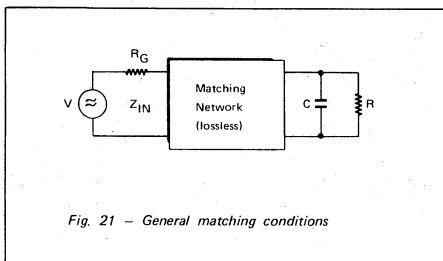 R_G
V
≈
Z_IN
Matching
Network
(lossless)
C
R
Fig. 21 – General matching conditions